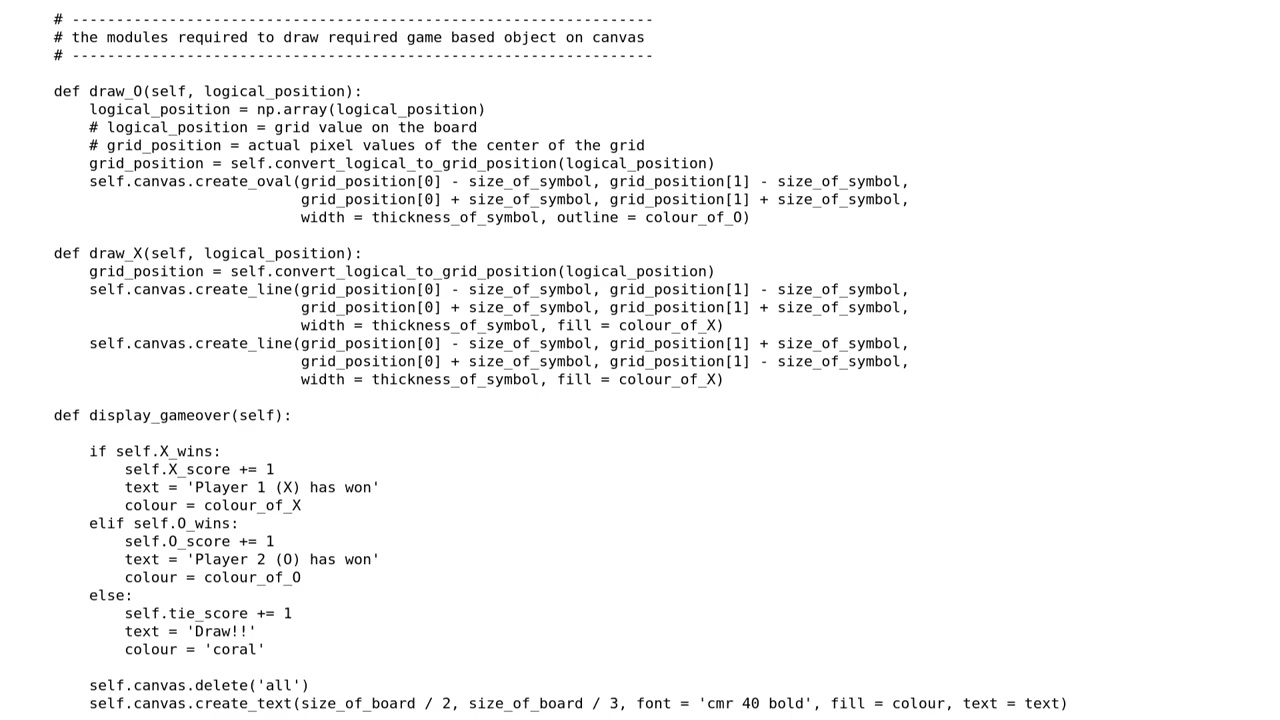 # ------------------------------------------------------------------
# the modules required to draw required game based object on canvas
# ------------------------------------------------------------------
def draw_O(self, logical_position):
logical_position = np.array(logical_position)
# logical_position = grid value on the board
# grid_position = actual pixel values of the center of the grid
grid_position = self.convert_logical_to_grid_position(logical_position)
self.canvas.create_oval(grid_position[0] - size_of_symbol, grid_position[1] - size_of_symbol,
grid_position[0] + size_of_symbol, grid_position[1] + size_of_symbol,
width = thickness_of_symbol, outline = colour_of_O)
def draw_X(self, logical_position):
grid_position = self.convert_logical_to_grid_position(logical_position)
self.canvas.create_line(grid_position[0] - size_of_symbol, grid_position[1] - size_of_symbol,
grid_position[0] + size_of_symbol, grid_position[1] + size_of_symbol,
width = thickness_of_symbol, fill = colour_of_X)
self.canvas.create_line(grid_position[0] - size_of_symbol, grid_position[1] + size_of_symbol,
grid_position[0] + size_of_symbol, grid_position[1] - size_of_symbol,
width = thickness_of_symbol, fill = colour_of_X)
def display_gameover(self):
if self.X_wins:
self.X_score += 1
text = 'Player 1 (X) has won'
colour = colour_of_X
elif self.O_wins:
self.O_score += 1
text = 'Player 2 (O) has won'
colour = colour_of_O
else:
self.tie_score += 1
text = 'Draw!!'
colour = 'coral'
self.canvas.delete('all')
self.canvas.create_text(size_of_board / 2, size_of_board / 3, font = 'cmr 40 bold', fill = colour, text = text)